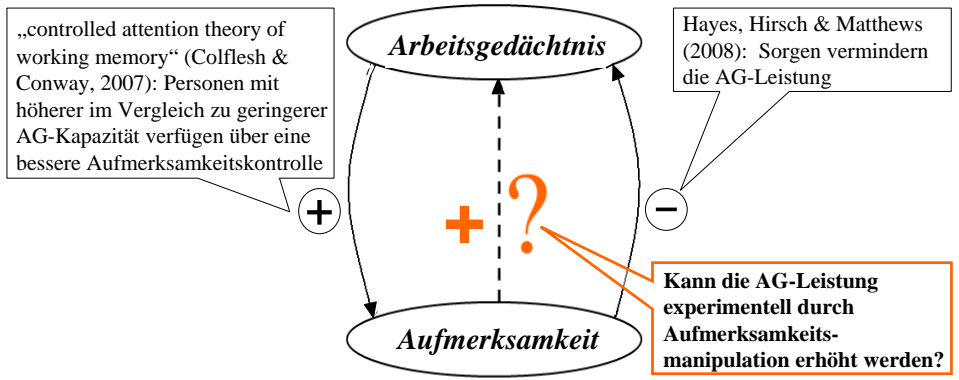 „controlled attention theory of
working memory“ (Colflesh &
Conway, 2007): Personen mit
höherer im Vergleich zu geringerer
AG-Kapazität verfügen über eine
bessere Aufmerksamkeitskontrolle
Arbeitsgedächtnis
Hayes, Hirsch & Matthews
(2008): Sorgen vermindern
die AG-Leistung
+
+ ?
−
Kann die AG-Leistung
experimentell durch
Aufmerksamkeits-
manipulation erhöht werden?
Aufmerksamkeit